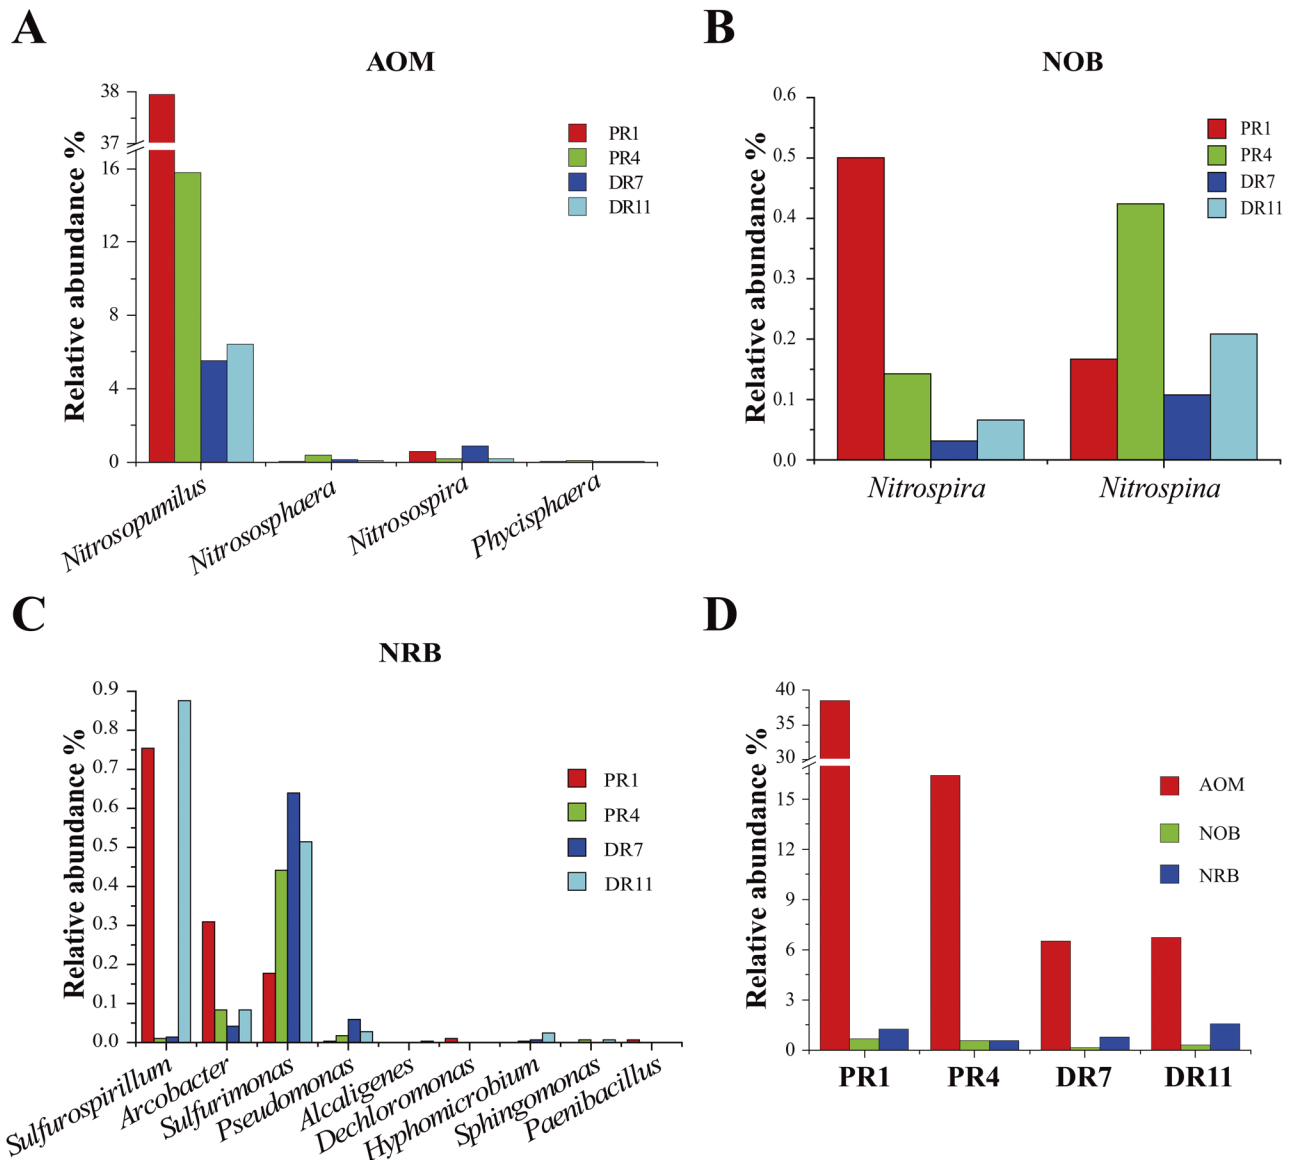 A
AOM
Relative abundance %
38
37
16
12
8
4
0
PR1
PR4
DR7
DR11
Nitrosopumilus
Nitrososphaera
Nitrosospira
Phycisphaera
B
NOB
Relative abundance %
0.6
0.5
0.4
0.3
0.2
0.1
0.0
PR1
PR4
DR7
DR11
Nitrospira
Nitrospina
C
NRB
Relative abundance %
0.9
0.8
0.7
0.6
0.5
0.4
0.3
0.2
0.1
0.0
PR1
PR4
DR7
DR11
Sulfurospirillum
Arcobacter
Sulfurimonas
Pseudomonas
Alcaligenes
Dechloromonas
Hyphomicrobium
Sphingomonas
Paenibacillus
D
Relative abundance %
40
35
30
15
12
9
6
3
0
AOM
NOB
NRB
PR1
PR4
DR7
DR11